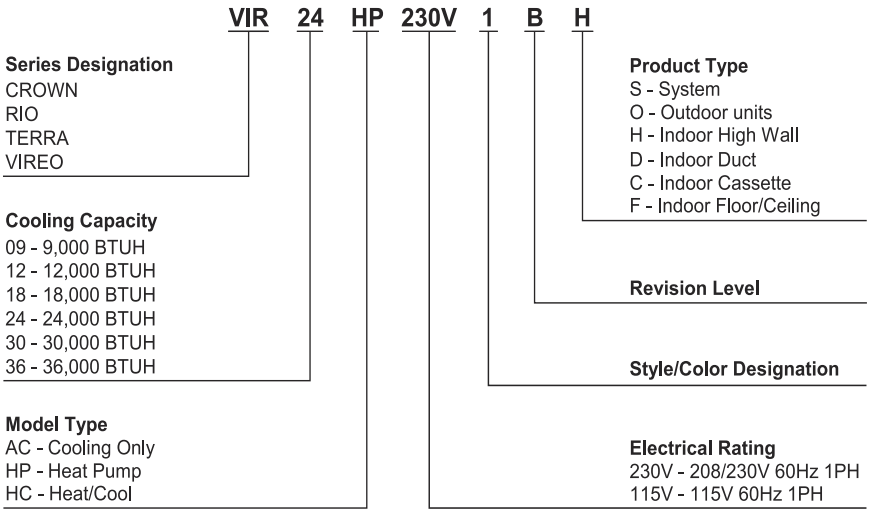 VIR 24 HP 230V 1 B H
Series Designation
CROWN
RIO
TERRA
VIREO
Cooling Capacity
09 - 9,000 BTUH
12 - 12,000 BTUH
18 - 18,000 BTUH
24 - 24,000 BTUH
30 - 30,000 BTUH
36 - 36,000 BTUH
Model Type
AC - Cooling Only
HP - Heat Pump
HC - Heat/Cool
Product Type
S - System
O - Outdoor units
H - Indoor High Wall
D - Indoor Duct
C - Indoor Cassette
F - Indoor Floor/Ceiling
Revision Level
Style/Color Designation
Electrical Rating
230V - 208/230V 60Hz 1PH
115V - 115V 60Hz 1PH